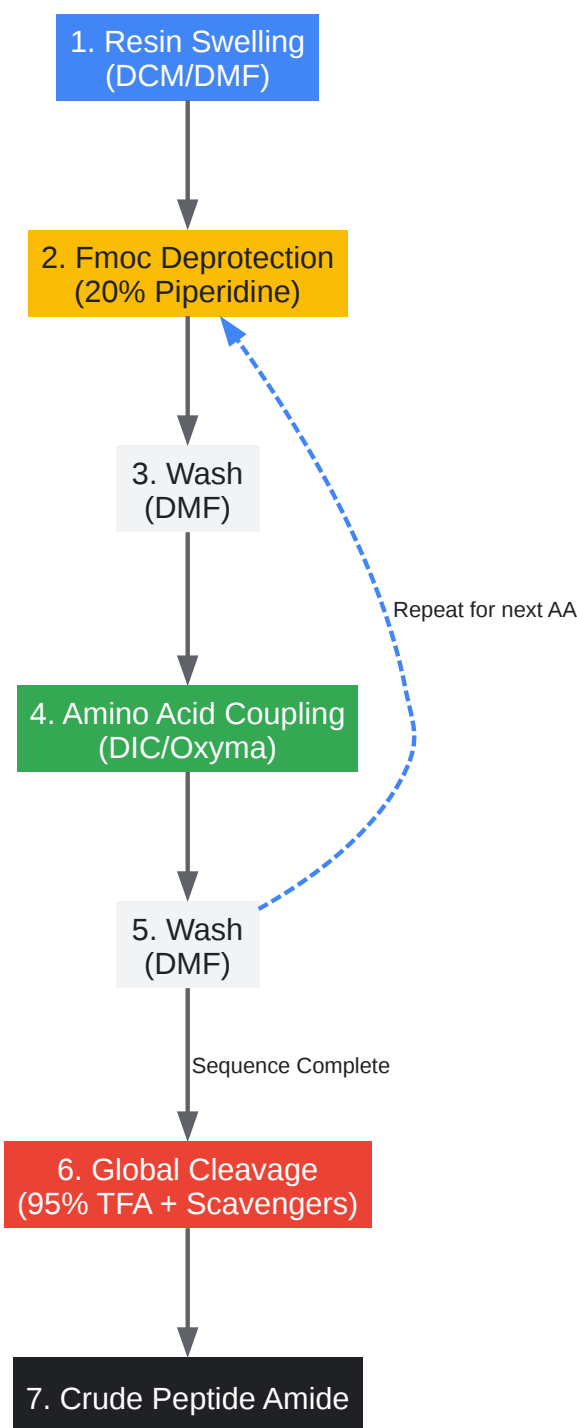 1. Resin Swelling
(DCM/DMF)
2. Fmoc Deprotection
(20% Piperidine)
3. Wash
(DMF)
Repeat for next AA
4. Amino Acid Coupling
(DIC/Oxyma)
5. Wash
(DMF)
Sequence Complete
6. Global Cleavage
(95% TFA + Scavengers)
7. Crude Peptide Amide